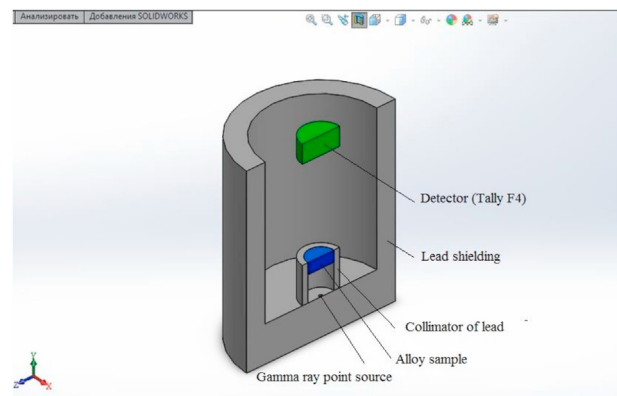 Анализировать Добавления SOLIDWORKS
Detector (Tally F4)
Lead shielding
Collimator of lead
Alloy sample
Gamma ray point source
Y
Z
X